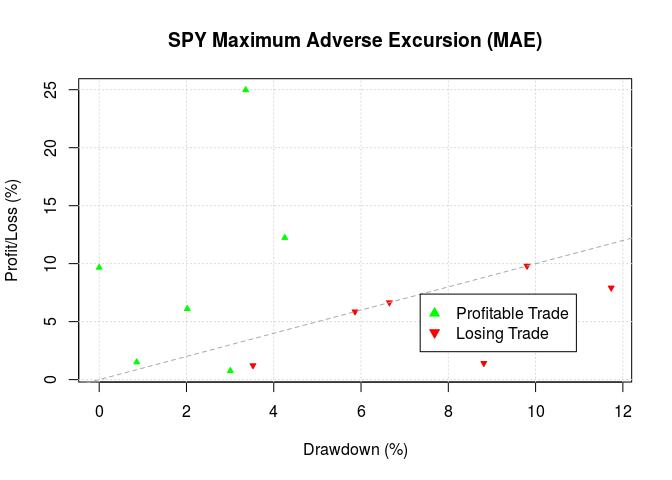 SPY Maximum Adverse Excursion (MAE)
Profit/Loss (%)
25
20
15
10
5
0
Profitable Trade
Losing Trade
0 2 4 6 8 10 12
Drawdown (%)